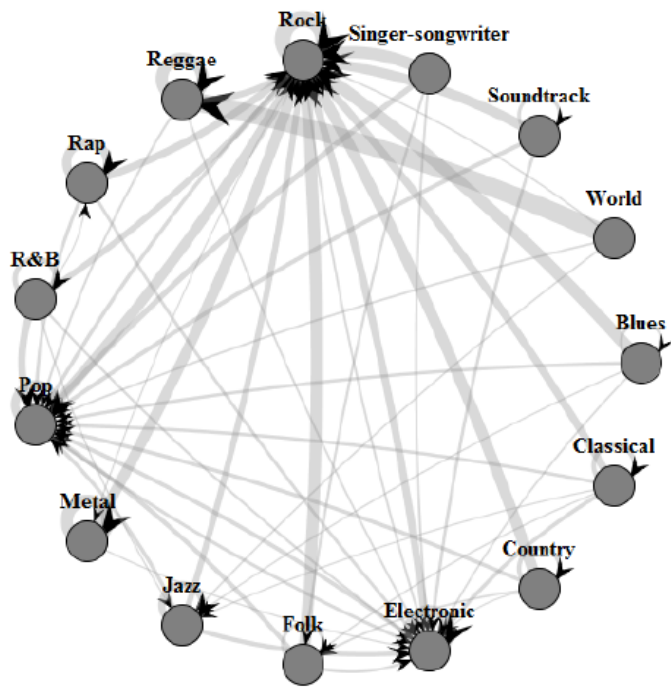 Rock
Singer-songwriter
Reggae
Soundtrack
Rap
World
R&B
Blues
Pop
Classical
Metal
Country
Jazz
Electronic
Folk